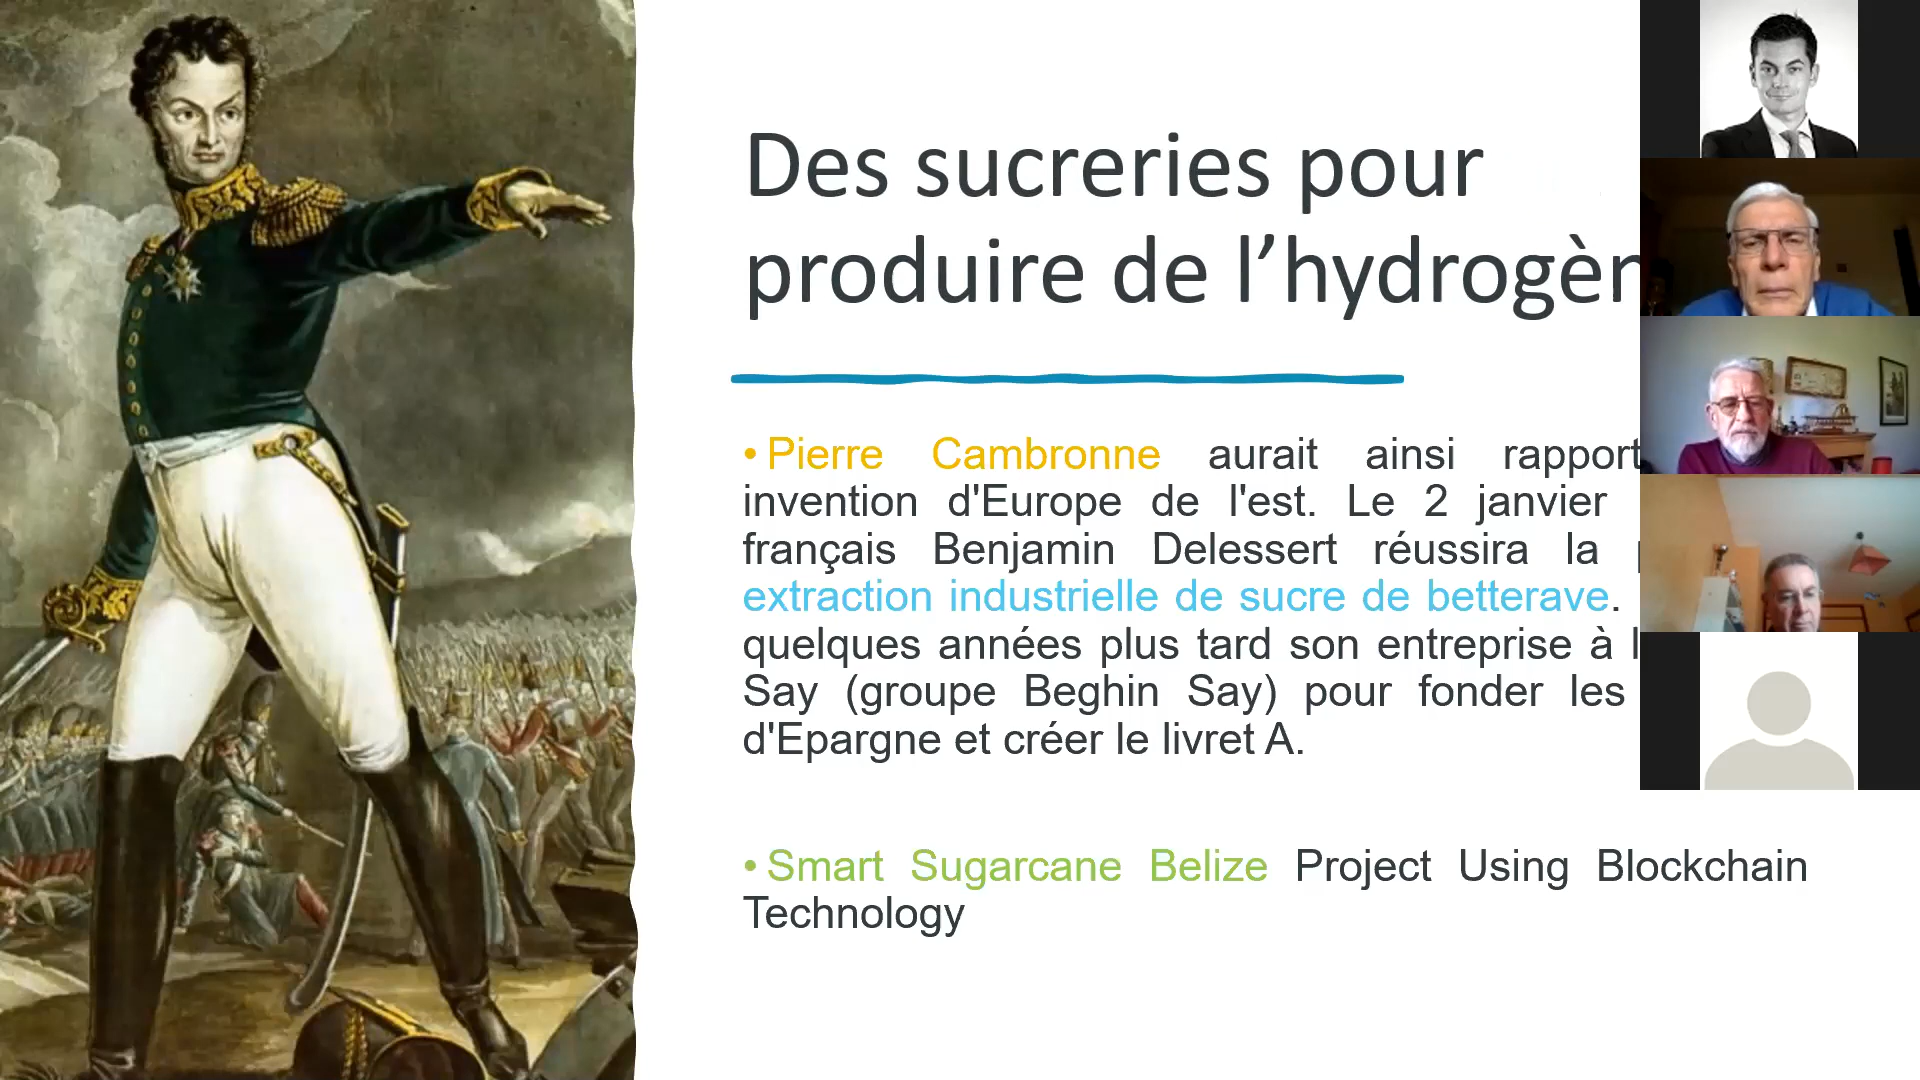 Des sucreries pour
produire de l’hydrogèn
• Pierre Cambronne aurait ainsi rapport
invention d'Europe de l'est. Le 2 janvier
français Benjamin Delessert réussira la
extraction industrielle de sucre de betterave.
quelques années plus tard son entreprise à
Say (groupe Beghin Say) pour fonder les
d'Epargne et créer le livret A.
• Smart Sugarcane Belize Project Using Blockchain
Technology